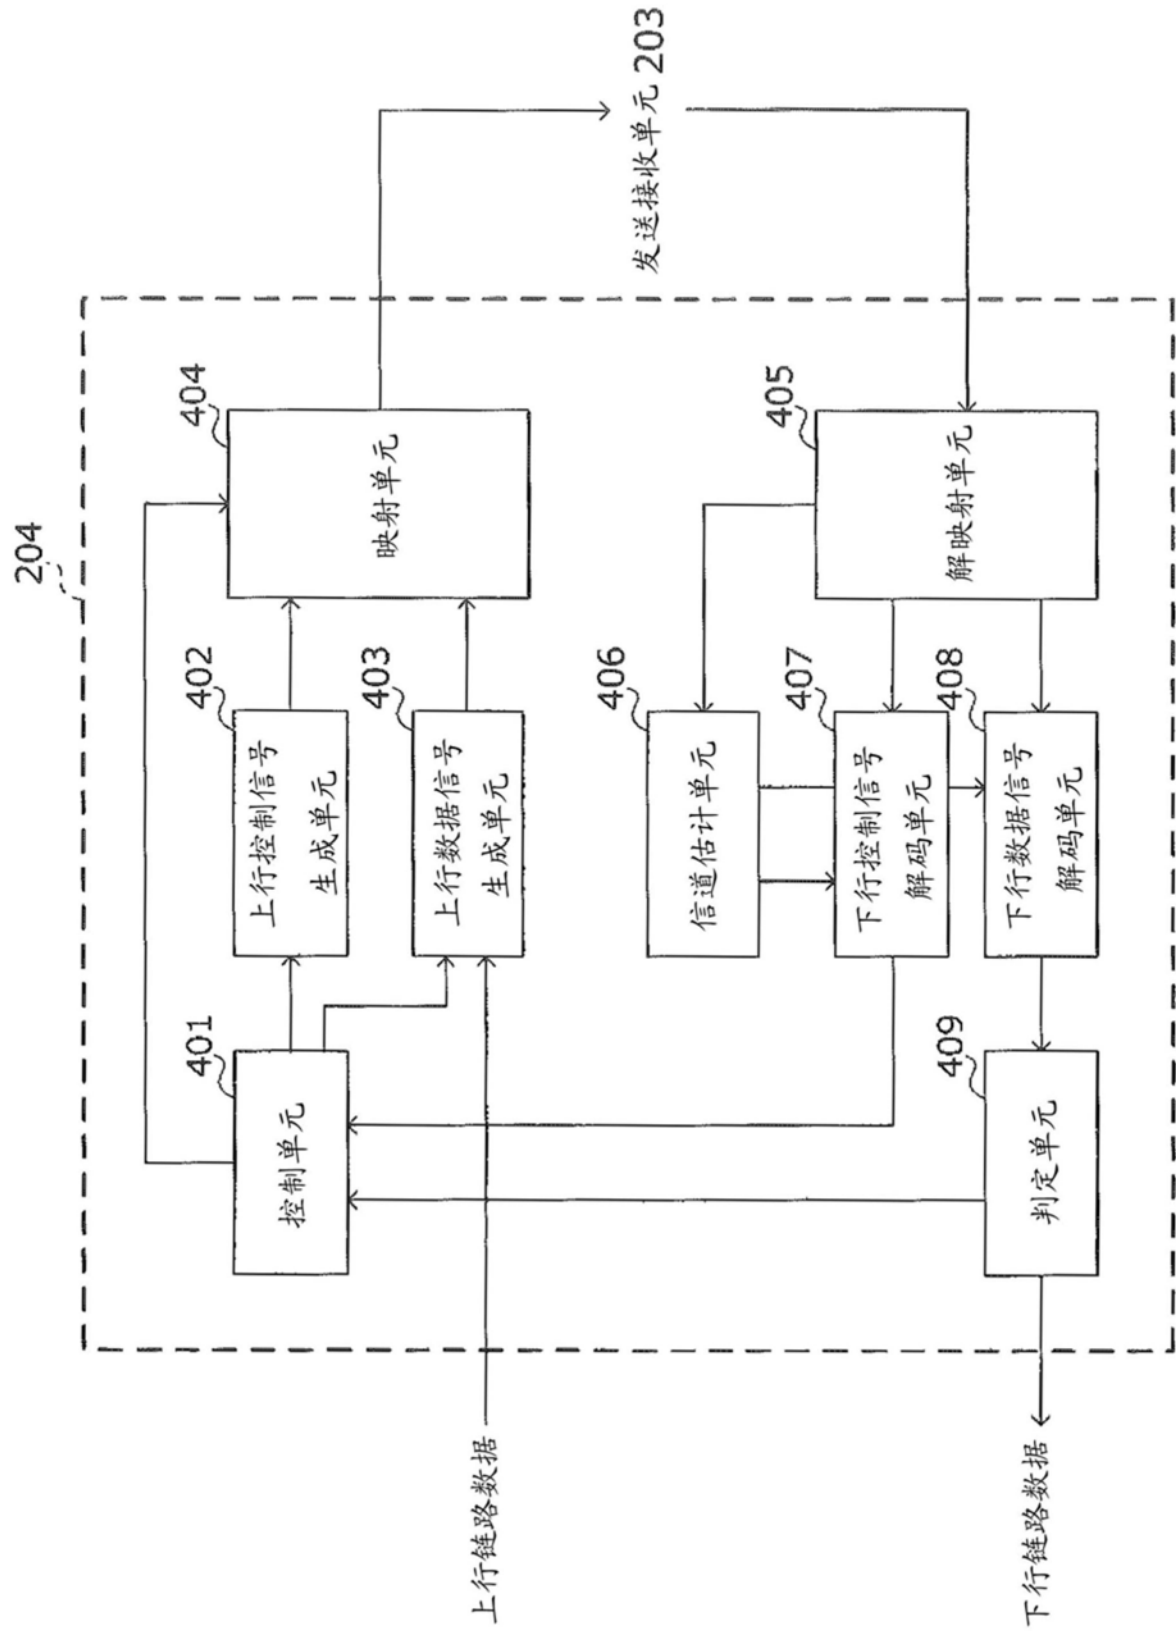 204
401
控制单元
402
上行控制信号
生成单元
403
上行数据信号
生成单元
404
映射单元
发送接收单元 203
405
解映射单元
406
信道估计单元
407
下行控制信号
解码单元
408
下行数据信号
解码单元
409
判定单元
上行链路数据
下行链路数据